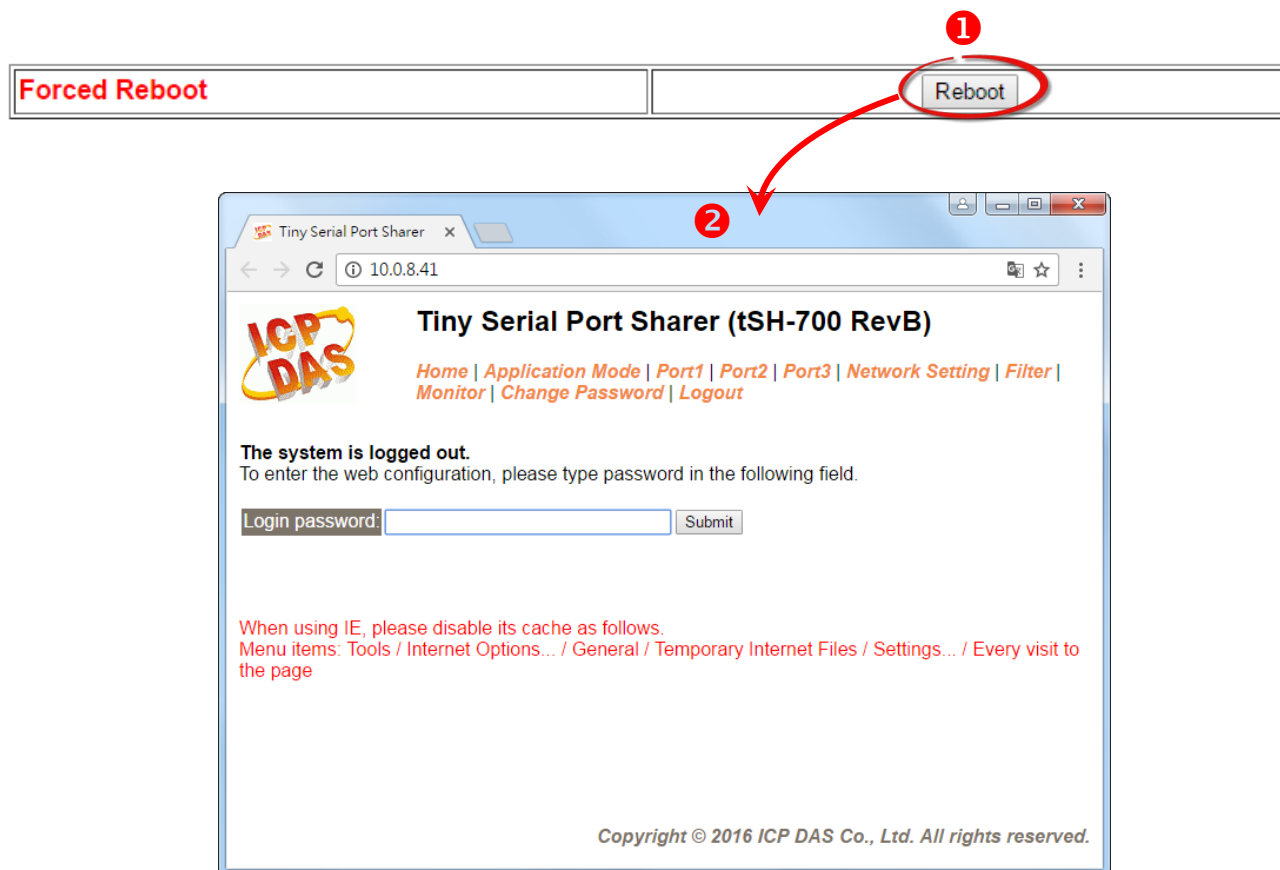 ❶
Forced Reboot Reboot
❷
Tiny Serial Port Sharer
10.0.8.41
ICP DAS
Tiny Serial Port Sharer (tSH-700 RevB)
Home | Application Mode | Port1 | Port2 | Port3 | Network Setting | Filter |
Monitor | Change Password | Logout
The system is logged out.
To enter the web configuration, please type password in the following field.
Login password: Submit
When using IE, please disable its cache as follows.
Menu items: Tools / Internet Options... / General / Temporary Internet Files / Settings... / Every visit to
the page
Copyright © 2016 ICP DAS Co., Ltd. All rights reserved.